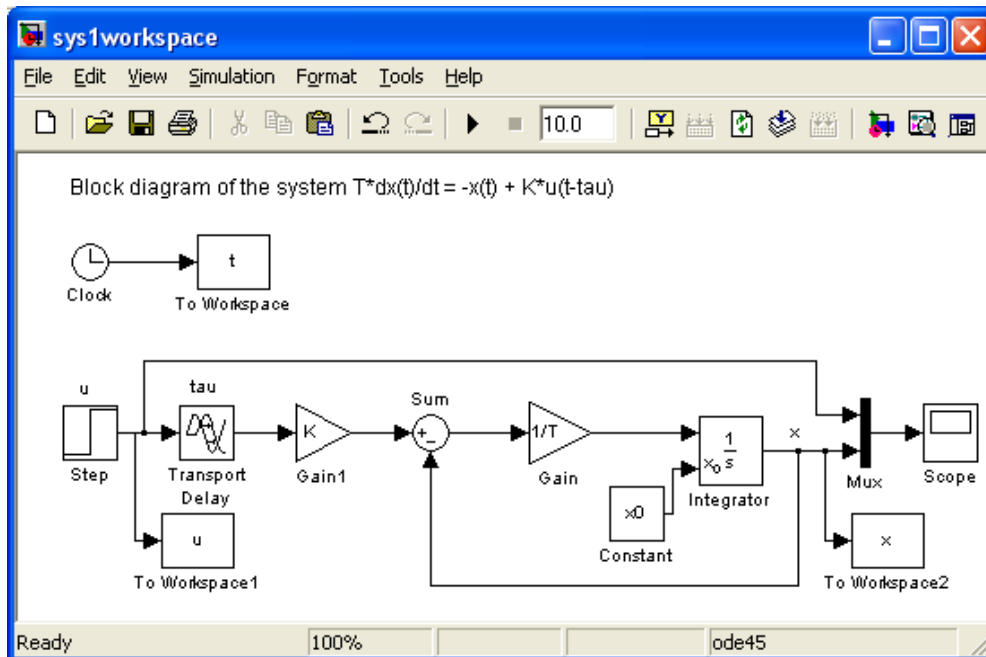 sys1workspace
File Edit View Simulation Format Tools Help
10.0
Block diagram of the system T*dx(t)/dt = -x(t) + K*u(t-tau)
t
Clock
To Workspace
u
tau
Sum
Step
Transport
Delay
K
Gain1
+
-
1/T
Gain
x0
Constant
x0
1
s
Integrator
x
Mux
Scope
u
To Workspace1
x
To Workspace2
Ready 100% ode45